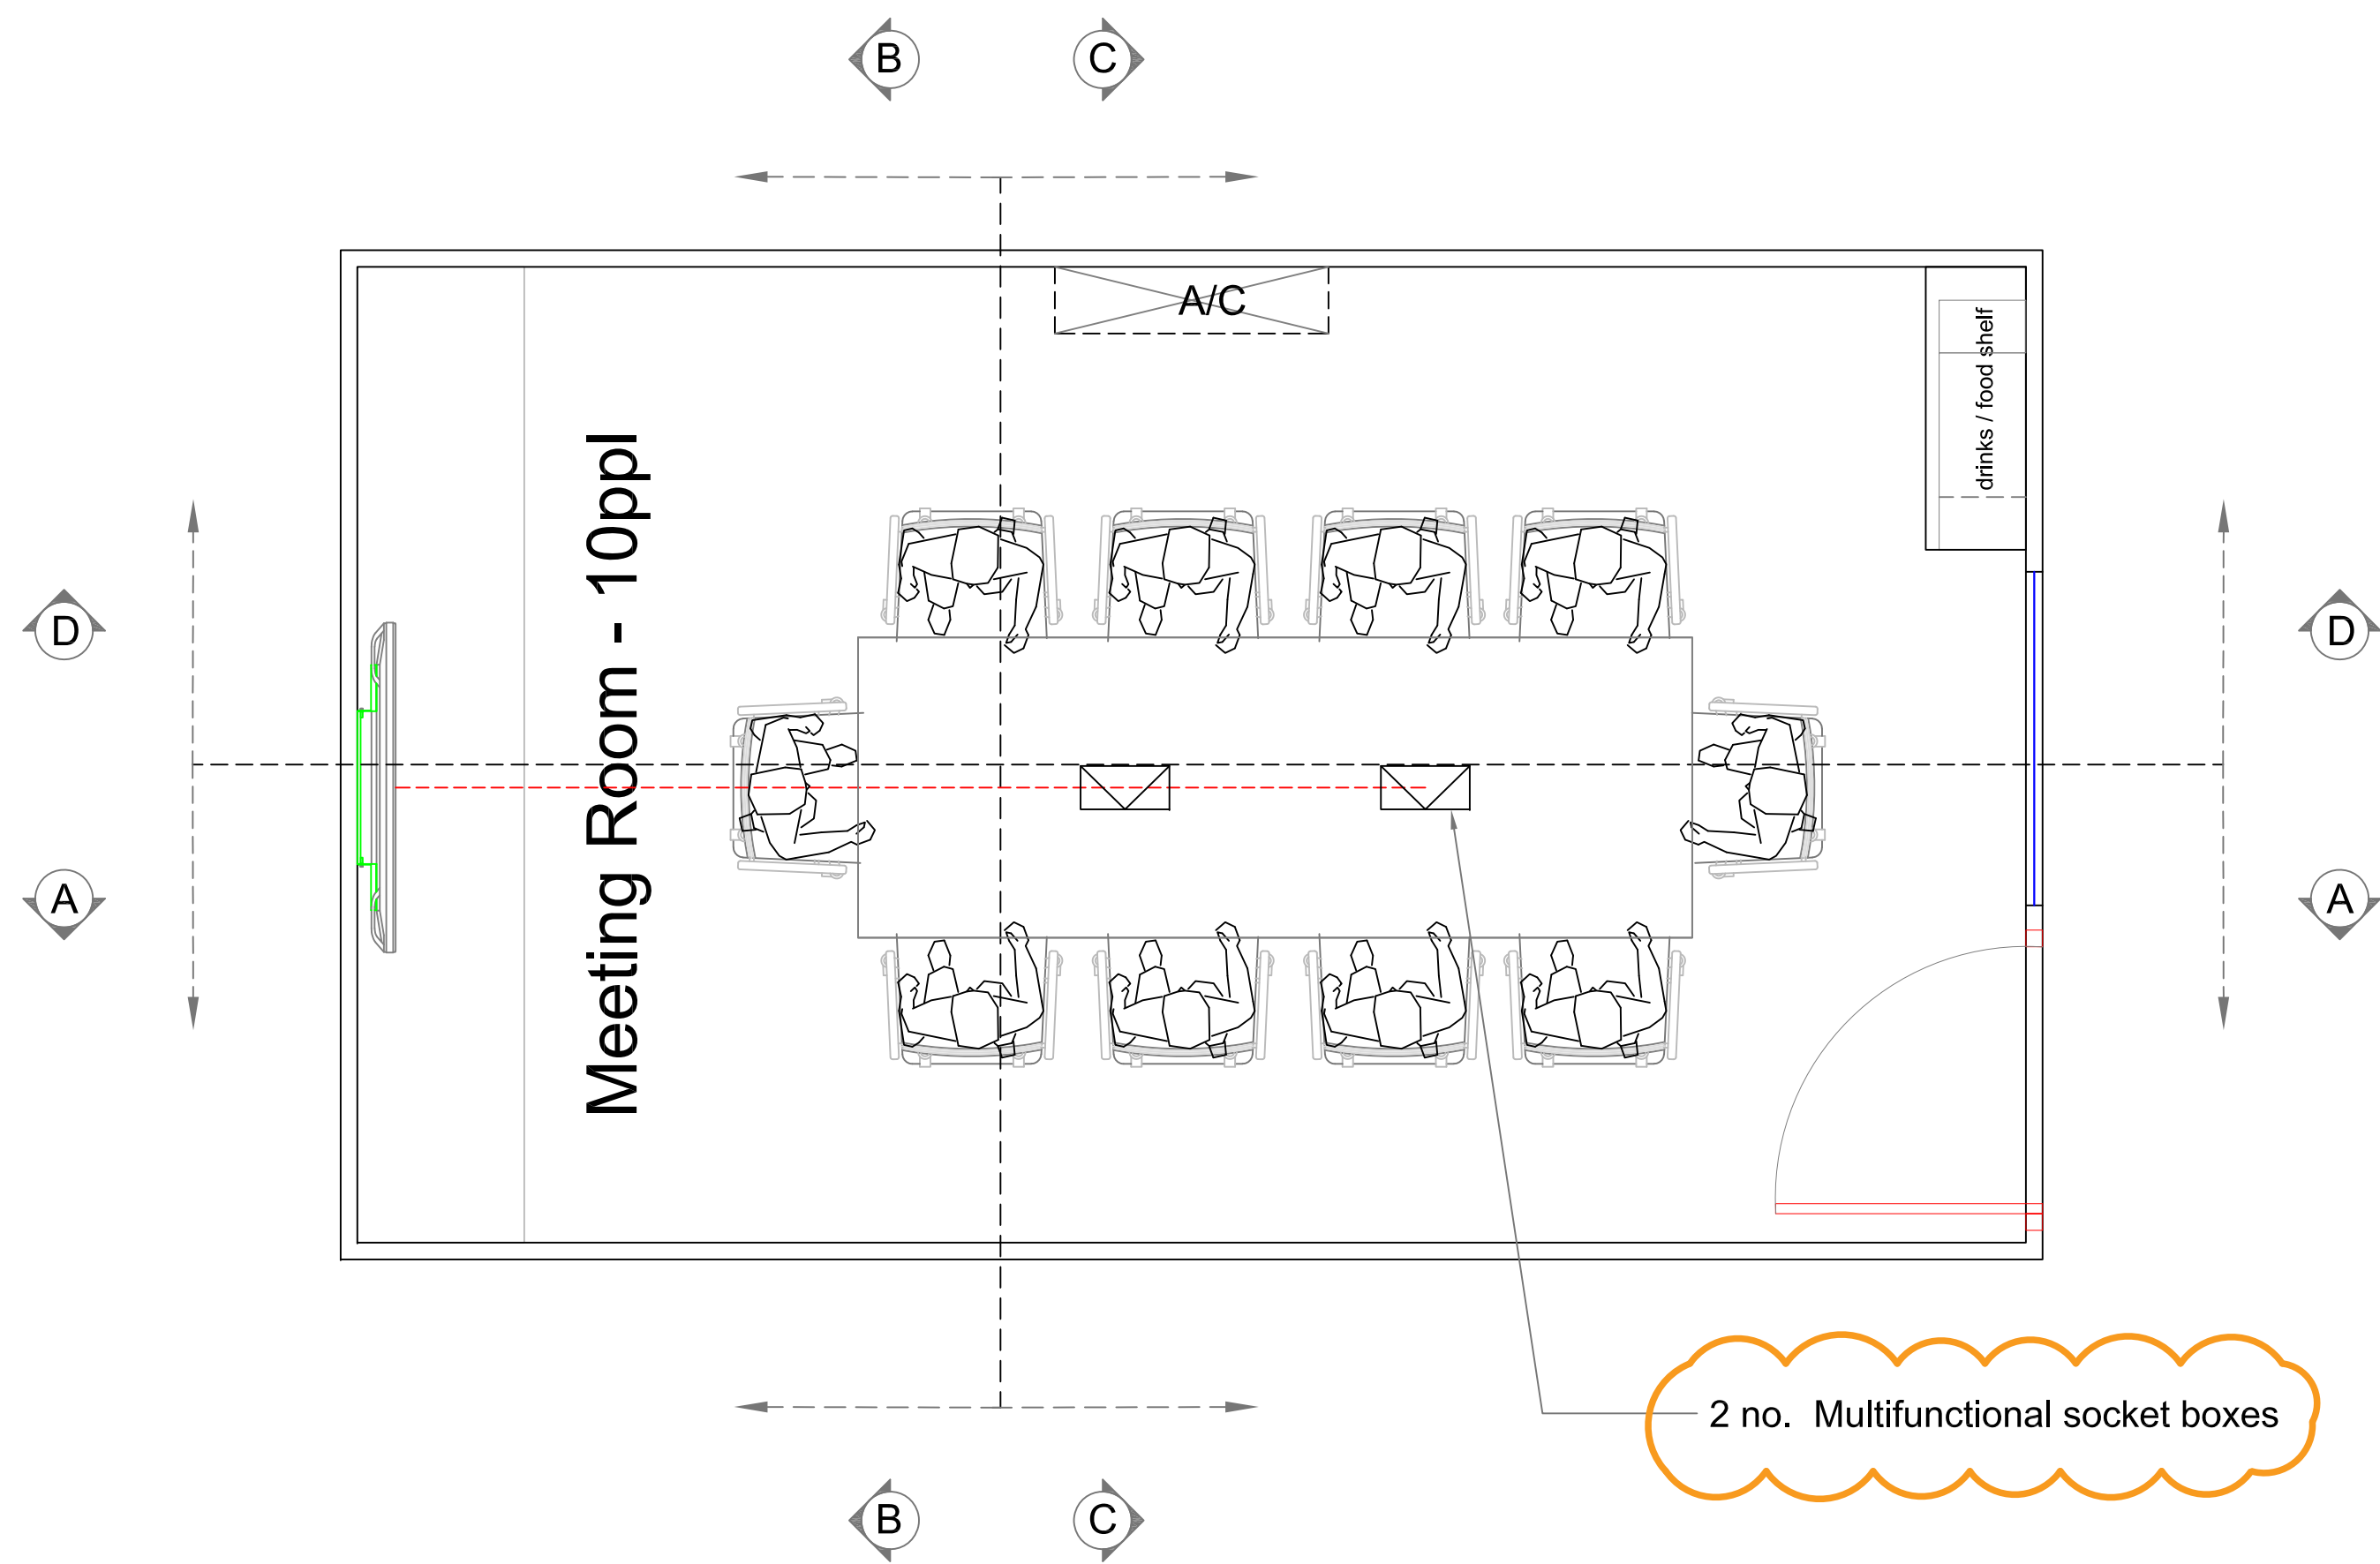 B
C
A/C
drinks / food shelf
Meeting Room - 10ppl
D
D
A
A
2 no.  Multifunctional socket boxes
B
C